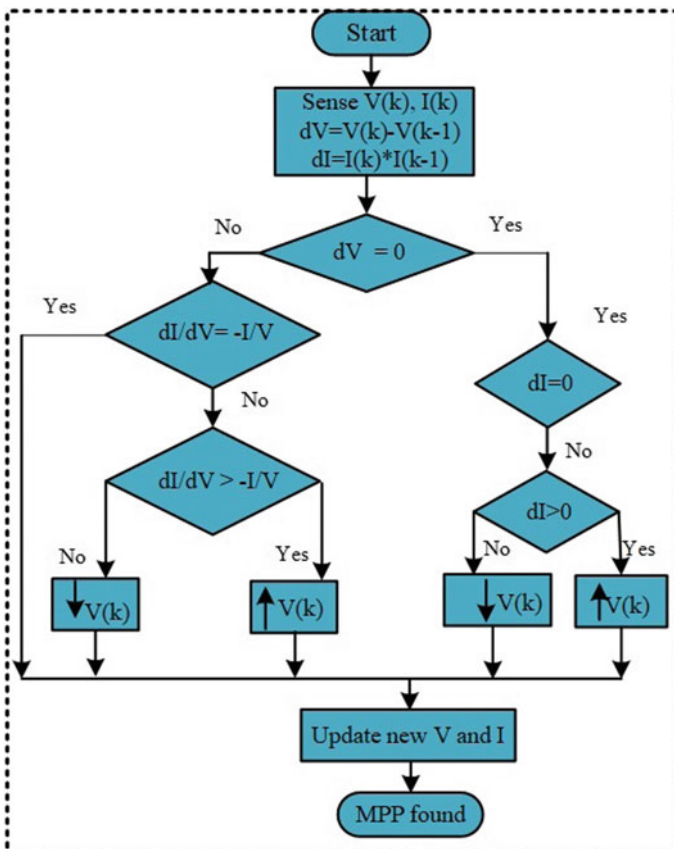 Start
Sense V(k), I(k)
dV=V(k)-V(k-1)
dI=I(k)*I(k-1)
No
Yes
dV = 0
Yes
Yes
dI/dV= -I/V
dI=0
No
No
dI/dV > -I/V
dI>0
No
Yes
No
Yes
V(k)
V(k)
V(k)
V(k)
Update new V and I
MPP found